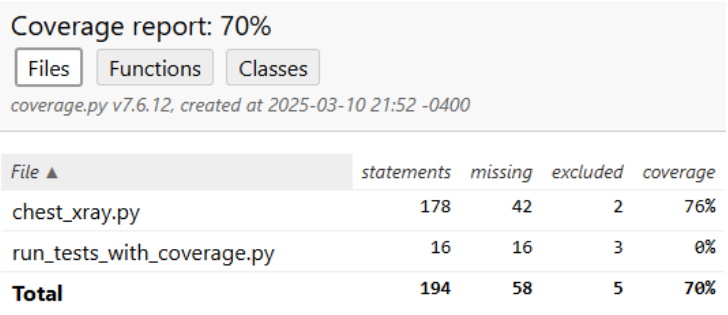 Coverage report: 70%
Files Functions Classes
coverage.py v7.6.12, created at 2025-03-10 21:52 -0400
File ▲ statements missing excluded coverage
chest_xray.py 178 42 2 76%
run_tests_with_coverage.py 16 16 3 0%
Total 194 58 5 70%